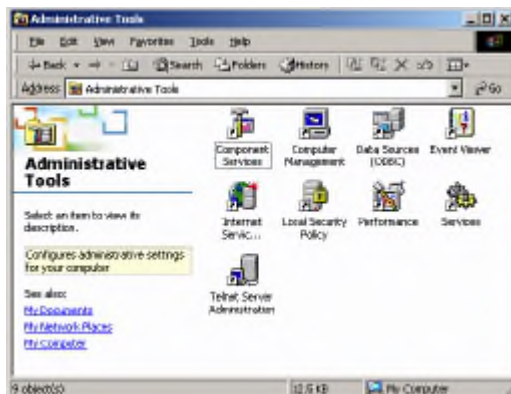 Administrative Tools
File Edit View Favorites Tools Help
Back Search Folders History
Address Administrative Tools Go
Administrative Tools
Select an item to view its description.
Configures administrative settings for your computer
See also:
My Documents
My Network Places
My Computer
Component Services
Computer Management
Data Sources (ODBC)
Event Viewer
Internet Servic...
Local Security Policy
Performance
Services
Telnet Server Administration
9 object(s) 12.5 KB My Computer